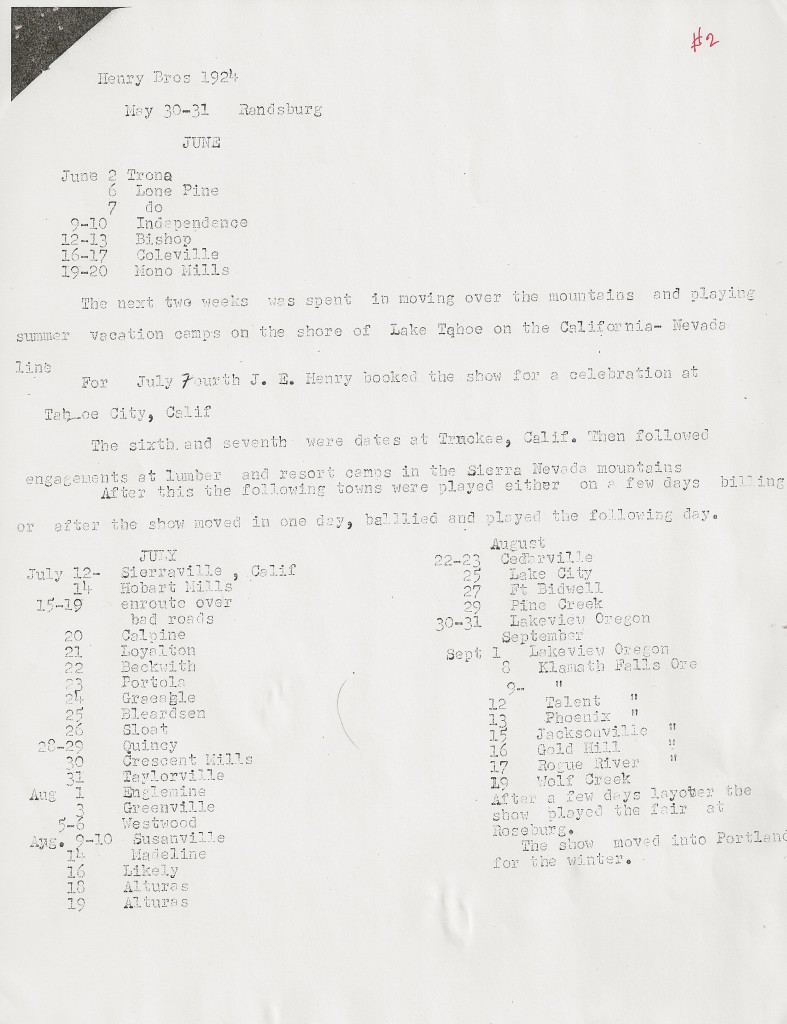 #2
Henry Bros 1924
May 30-31 Randsburg
JUNE
June 2 Trona
6 Lone Pine
7 do
9-10 Independence
12-13 Bishop
16-17 Coleville
19-20 Mono Mills
The next two weeks was spent in moving over the mountains and playing
summer vacation camps on the shore of Lake Tqhoe on the California- Nevada
line
For July Fourth J. E. Henry booked the show for a celebration at
Tahoe City, Calif
The sixth and seventh were dates at Truckee, Calif. Then followed
engagements at lumber and resort camps in the Sierra Nevada mountains
After this the following towns were played either on a few days billing
or after the show moved in one day, balllied and played the following day.
JULY
July 12- Sierraville , Calif
14 Hobart Mills
15-19 enroute over
bad roads
20 Calpine
21 Loyalton
22 Beckwith
23 Portola
24 Graeagle
25 Bleardsen
26 Sloat
28-29 Quincy
30 Crescent Mills
31 Taylorville
Aug 1 Englemine
3 Greenville
5-6 Westwood
Aug. 9-10 Susanville
14 Madeline
16 Likely
18 Alturas
19 Alturas
August
22-23 Cedarville
25 Lake City
27 Ft Bidwell
29 Pine Creek
30-31 Lakeview Oregon
September
Sept 1 Lakeview Oregon
8 Klamath Falls Ore
9- "
12 Talent "
13 Phoenix "
15 Jacksonville "
16 Gold Hill "
17 Rogue River "
19 Wolf Creek
After a few days layover the
show played the fair at
Roseburg.
The show moved into Portland
for the winter.